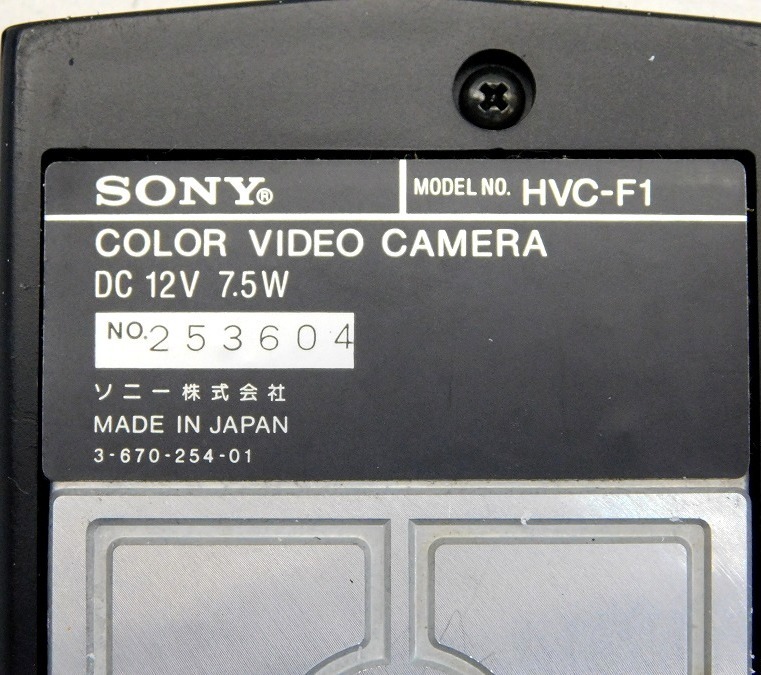 SONY® MODEL NO. HVC-F1
COLOR VIDEO CAMERA
DC 12V 7.5W
NO. 253604
ソニー株式会社
MADE IN JAPAN
3-670-254-01